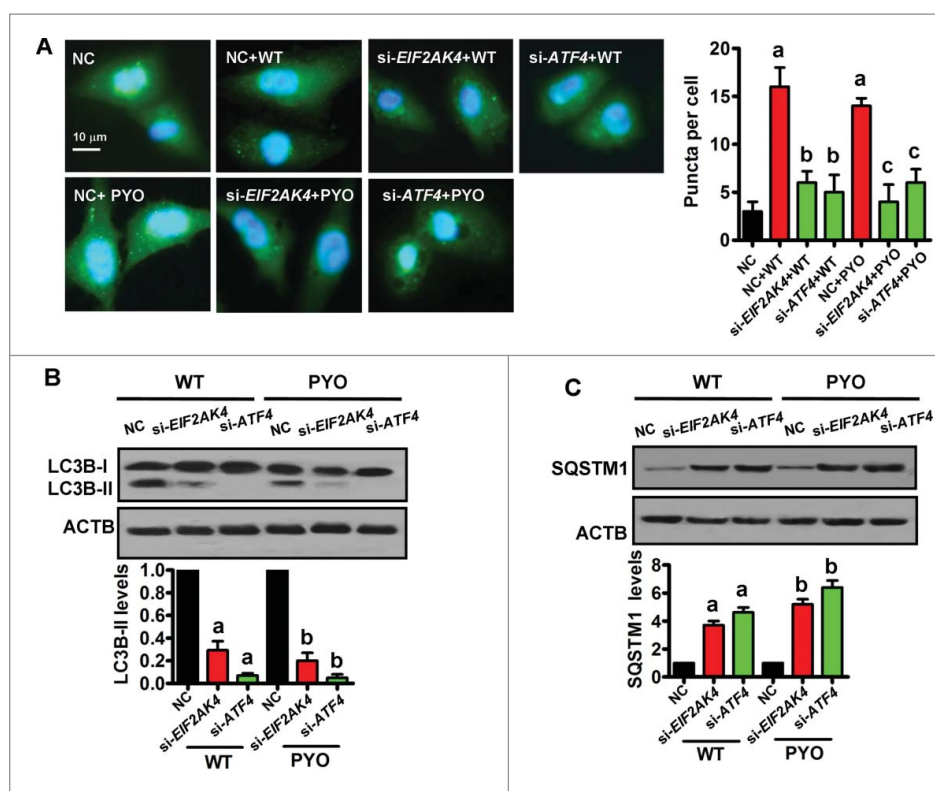 A
NC
10 μm
NC+WT
si-EIF2AK4+WT
si-ATF4+WT
NC+ PYO
si-EIF2AK4+PYO
si-ATF4+PYO
Puncta per cell
20
15
10
5
0
a
b
b
a
c
c
NC
NC+WT
si-EIF2AK4+WT
si-ATF4+WT
NC+PYO
si-EIF2AK4+PYO
si-ATF4+PYO
B
WT
PYO
NC
si-EIF2AK4
si-ATF4
NC
si-EIF2AK4
si-ATF4
LC3B-I
LC3B-II
ACTB
LC3B-II levels
1.0
0.8
0.6
0.4
0.2
0.0
a
a
b
b
NC
si-EIF2AK4
si-ATF4
NC
si-EIF2AK4
si-ATF4
WT
PYO
C
WT
PYO
NC
si-EIF2AK4
si-ATF4
NC
si-EIF2AK4
si-ATF4
SQSTM1
ACTB
SQSTM1 levels
8
6
4
2
0
a
a
b
b
NC
si-EIF2AK4
si-ATF4
NC
si-EIF2AK4
si-ATF4
WT
PYO